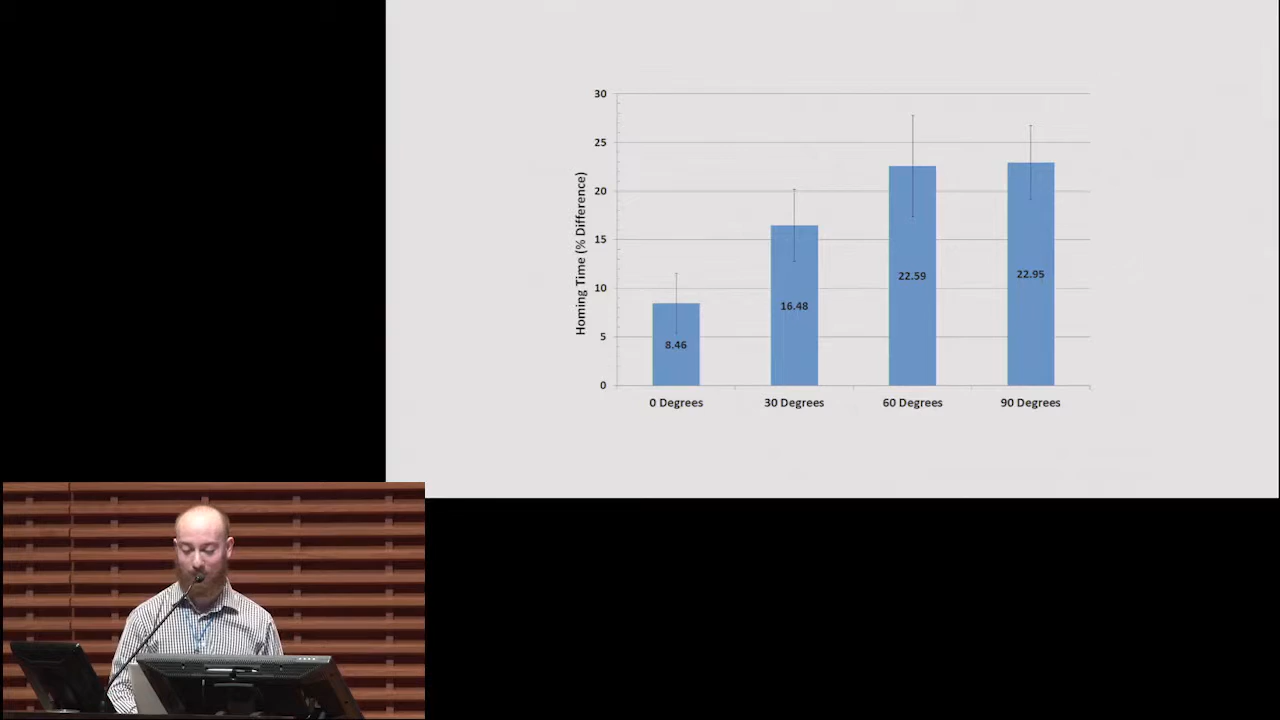 30
25
20
15
10
5
0
Homing Time (% Difference)
8.46
16.48
22.59
22.95
0 Degrees
30 Degrees
60 Degrees
90 Degrees